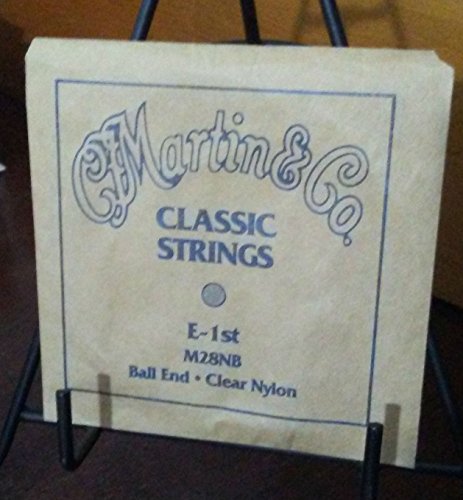 C.F. Martin & Co.
CLASSIC
STRINGS
E-1st
M28NB
Ball End • Clear Nylon